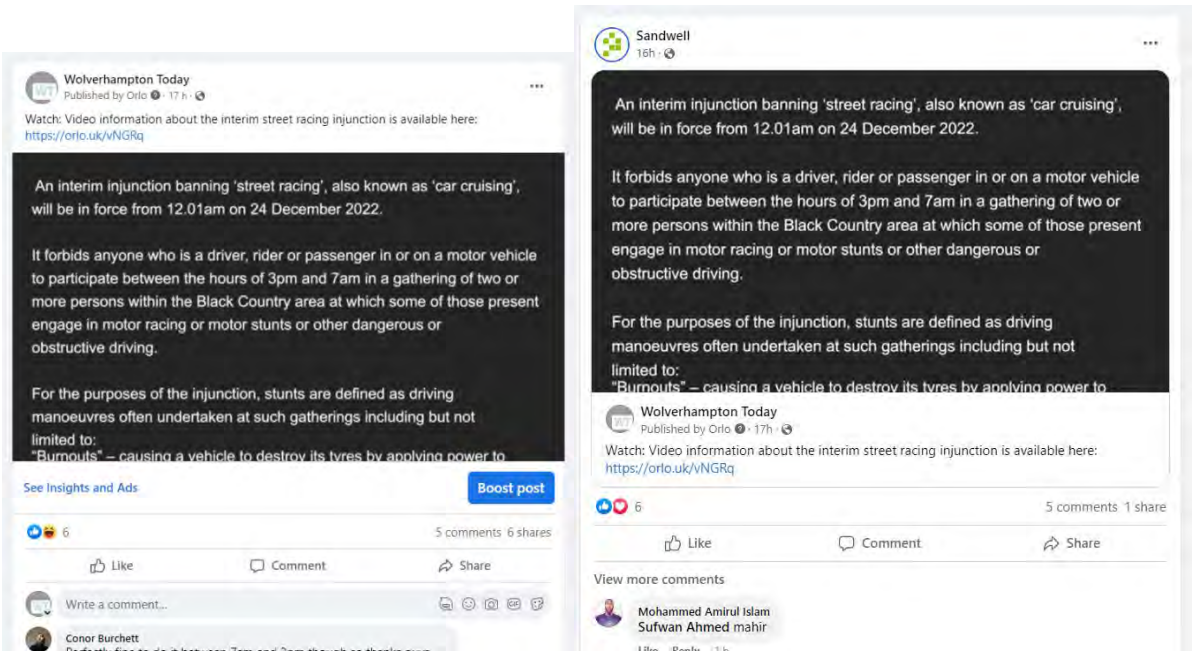 Wolverhampton Today
Published by Orlo · 17 h ·
Watch: Video information about the interim street racing injunction is available here:
https://orlo.uk/vNGRq
An interim injunction banning 'street racing', also known as 'car cruising',
will be in force from 12.01am on 24 December 2022.
It forbids anyone who is a driver, rider or passenger in or on a motor vehicle
to participate between the hours of 3pm and 7am in a gathering of two or
more persons within the Black Country area at which some of those present
engage in motor racing or motor stunts or other dangerous or
obstructive driving.
For the purposes of the injunction, stunts are defined as driving
manoeuvres often undertaken at such gatherings including but not
limited to:
"Burnouts" – causing a vehicle to destroy its tyres by applying power to
See Insights and Ads
Boost post
6
5 comments 6 shares
Like
Comment
Share
Write a comment...
Conor Burchett
Perfectly fine to do it between 7am and 3pm though so thanks
Sandwell
16h ·
An interim injunction banning 'street racing', also known as 'car cruising',
will be in force from 12.01am on 24 December 2022.
It forbids anyone who is a driver, rider or passenger in or on a motor vehicle
to participate between the hours of 3pm and 7am in a gathering of two or
more persons within the Black Country area at which some of those present
engage in motor racing or motor stunts or other dangerous or
obstructive driving.
For the purposes of the injunction, stunts are defined as driving
manoeuvres often undertaken at such gatherings including but not
limited to:
"Burnouts" – causing a vehicle to destroy its tyres by applying power to
Wolverhampton Today
Published by Orlo · 17h ·
Watch: Video information about the interim street racing injunction is available here:
https://orlo.uk/vNGRq
6
5 comments 1 share
Like
Comment
Share
View more comments
Mohammed Amirul Islam
Sufwan Ahmed mahir
Like Reply 1 h